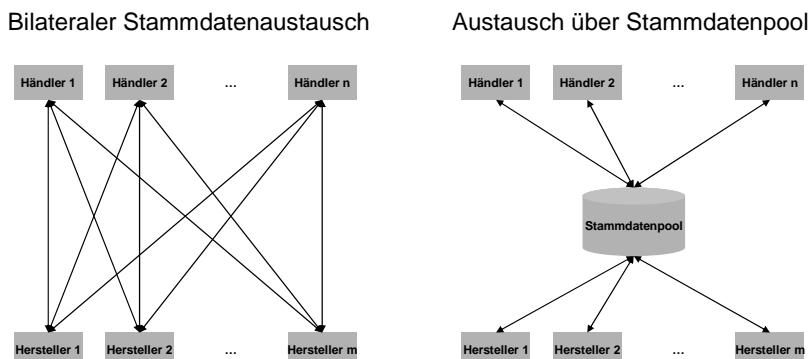 Bilateraler Stammdatenaustausch
Austausch über Stammdatenpool
Händler 1 Händler 2 ... Händler n
Händler 1 Händler 2 ... Händler n
Stammdatenpool
Hersteller 1 Hersteller 2 ... Hersteller m
Hersteller 1 Hersteller 2 ... Hersteller m